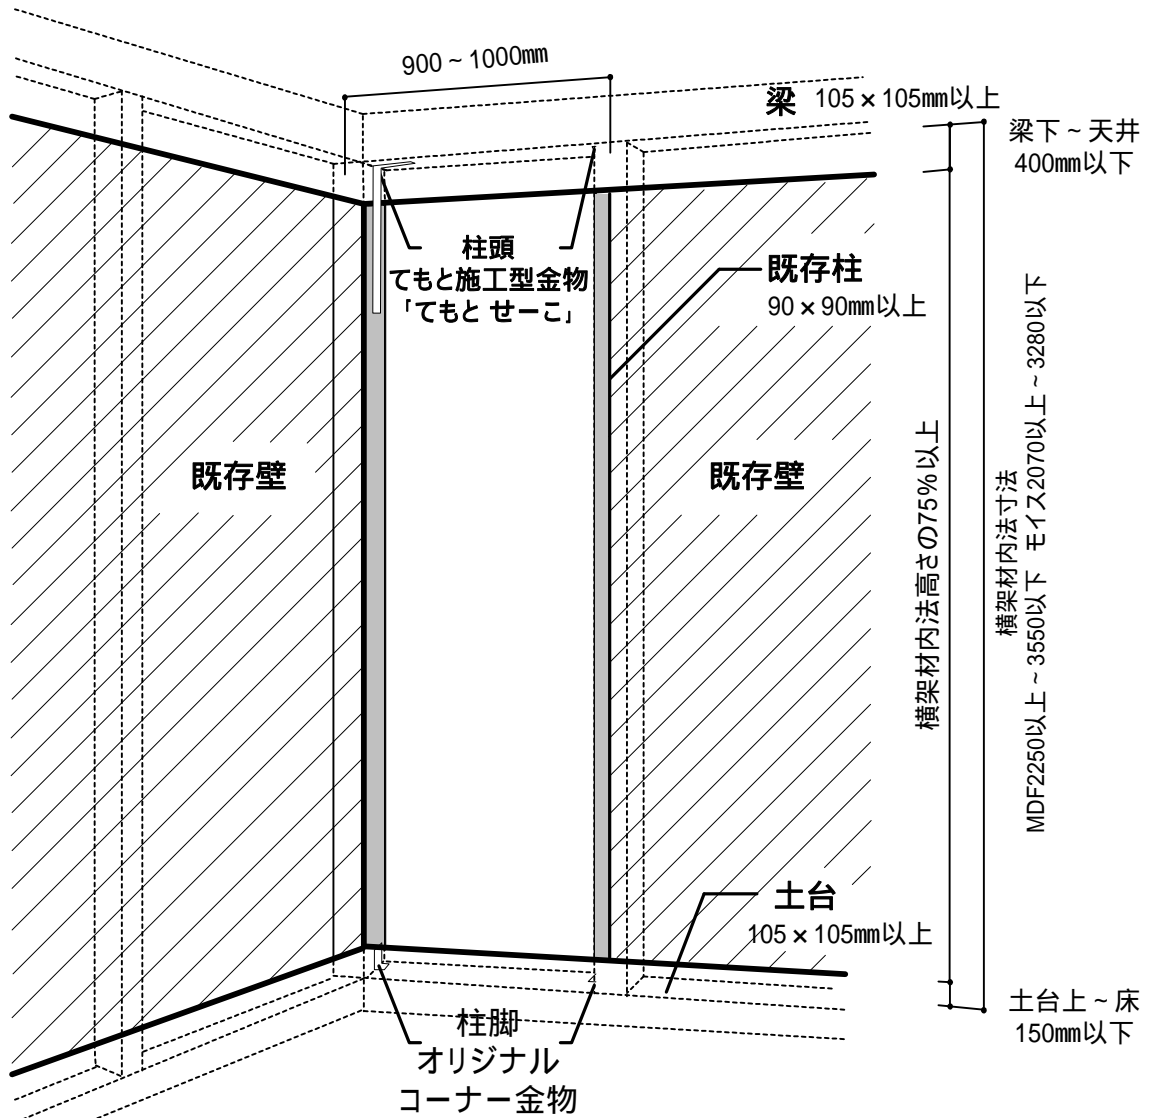 900～1000mm
梁 105×105mm以上
梁下～天井
400mm以下
柱頭
てもと施工型金物
「てもと せーこ」
既存柱
90×90mm以上
既存壁
既存壁
横架材内法高さの75%以上
横架材内法寸法
MDF2250以上～3550以下 モイス2070以上～3280以下
土台
105×105mm以上
土台上～床
150mm以下
柱脚
オリジナル
コーナー金物